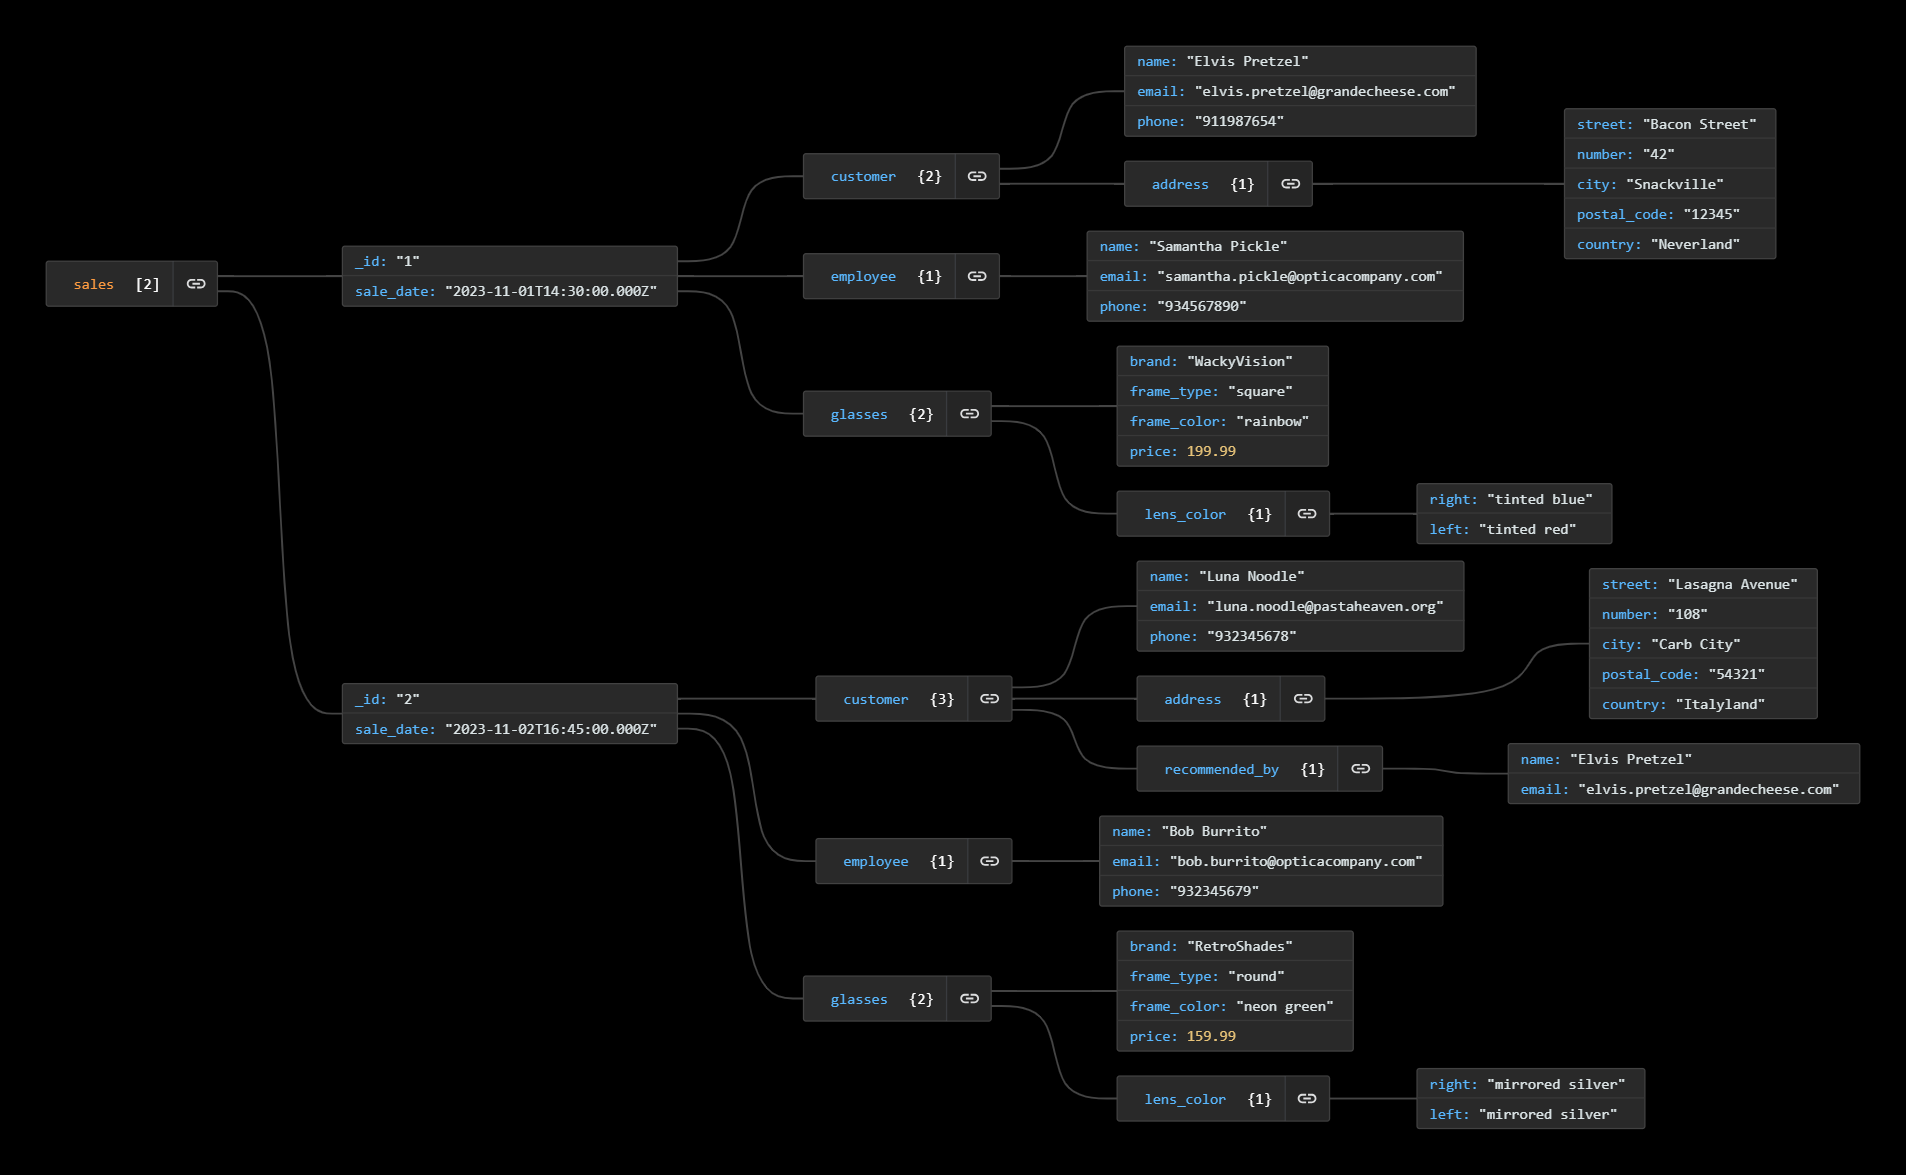 sales [2]
_id: "1"
sale_date: "2023-11-01T14:30:00.000Z"
customer {2}
name: "Elvis Pretzel"
email: "elvis.pretzel@grandecheese.com"
phone: "911987654"
address {1}
street: "Bacon Street"
number: "42"
city: "Snackville"
postal_code: "12345"
country: "Neverland"
employee {1}
name: "Samantha Pickle"
email: "samantha.pickle@opticacompany.com"
phone: "934567890"
glasses {2}
brand: "WackyVision"
frame_type: "square"
frame_color: "rainbow"
price: 199.99
lens_color {1}
right: "tinted blue"
left: "tinted red"
_id: "2"
sale_date: "2023-11-02T16:45:00.000Z"
customer {3}
name: "Luna Noodle"
email: "luna.noodle@pastaheaven.org"
phone: "932345678"
address {1}
street: "Lasagna Avenue"
number: "108"
city: "Carb City"
postal_code: "54321"
country: "Italyland"
recommended_by {1}
name: "Elvis Pretzel"
email: "elvis.pretzel@grandecheese.com"
employee {1}
name: "Bob Burrito"
email: "bob.burrito@opticacompany.com"
phone: "932345679"
glasses {2}
brand: "RetroShades"
frame_type: "round"
frame_color: "neon green"
price: 159.99
lens_color {1}
right: "mirrored silver"
left: "mirrored silver"